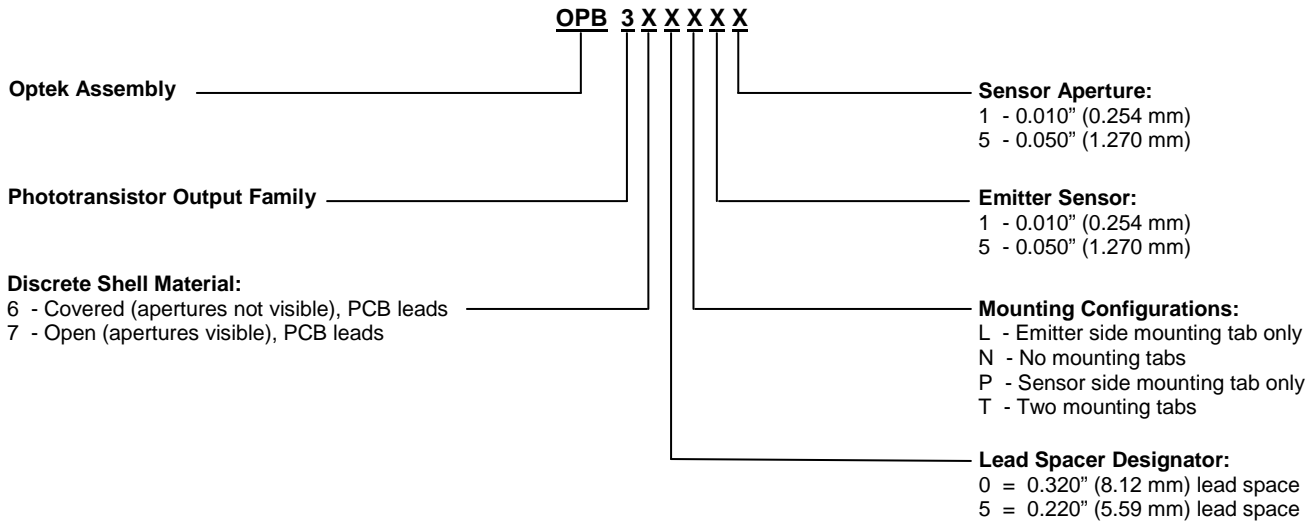 OPB 3 X X X X X
Optek Assembly
Phototransistor Output Family
Discrete Shell Material:
6 - Covered (apertures not visible), PCB leads
7 - Open (apertures visible), PCB leads
Sensor Aperture:
1 - 0.010” (0.254 mm)
5 - 0.050” (1.270 mm)
Emitter Sensor:
1 - 0.010” (0.254 mm)
5 - 0.050” (1.270 mm)
Mounting Configurations:
L - Emitter side mounting tab only
N - No mounting tabs
P - Sensor side mounting tab only
T - Two mounting tabs
Lead Spacer Designator:
0 = 0.320” (8.12 mm) lead space
5 = 0.220” (5.59 mm) lead space